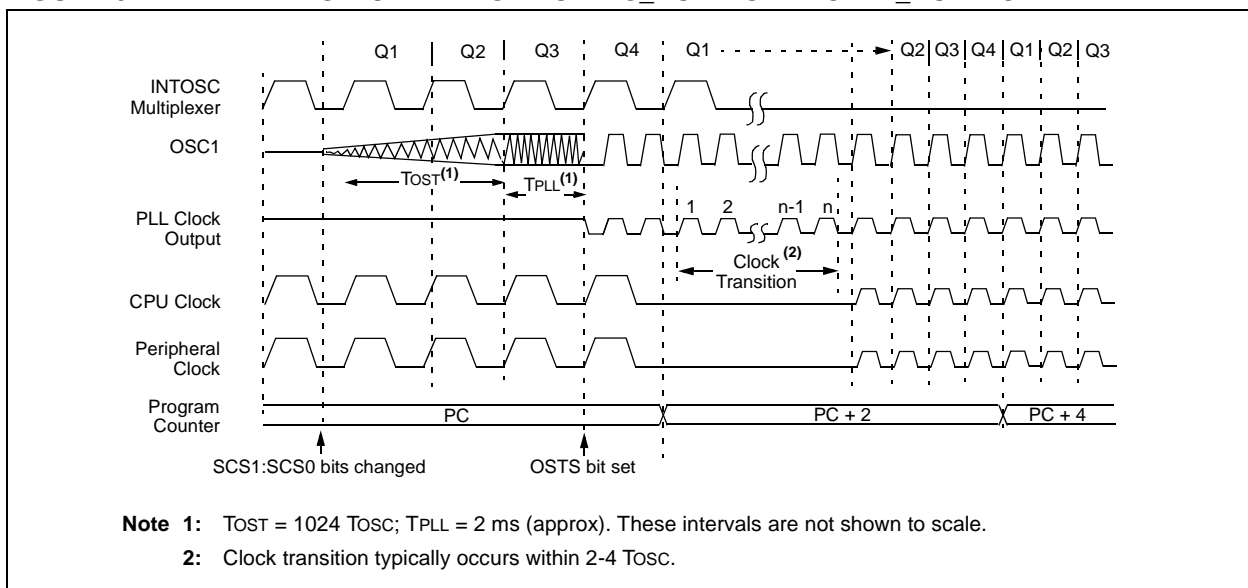 Q1 Q2 Q3 Q4 Q1 Q2 Q3 Q4 Q1 Q2 Q3
INTOSC
Multiplexer
OSC1
TOST(1) TPLL(1)
1 2 n-1 n
PLL Clock
Output
Clock(2)
Transition
CPU Clock
Peripheral
Clock
Program
Counter
PC PC + 2 PC + 4
SCS1:SCS0 bits changed OSTS bit set
Note 1: TOST = 1024 TOSC; TPLL = 2 ms (approx). These intervals are not shown to scale.
2: Clock transition typically occurs within 2-4 TOSC.